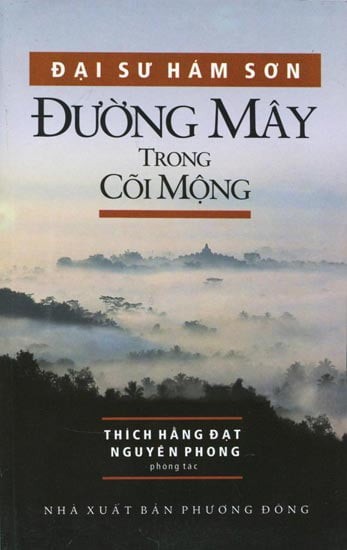 ĐẠI SƯ HÁM SƠN
ĐƯỜNG MÂY
TRONG
CÕI MỘNG
THÍCH HẰNG ĐẠT
NGUYÊN PHONG
phóng tác
NHÀ XUẤT BẢN PHƯƠNG ĐÔNG